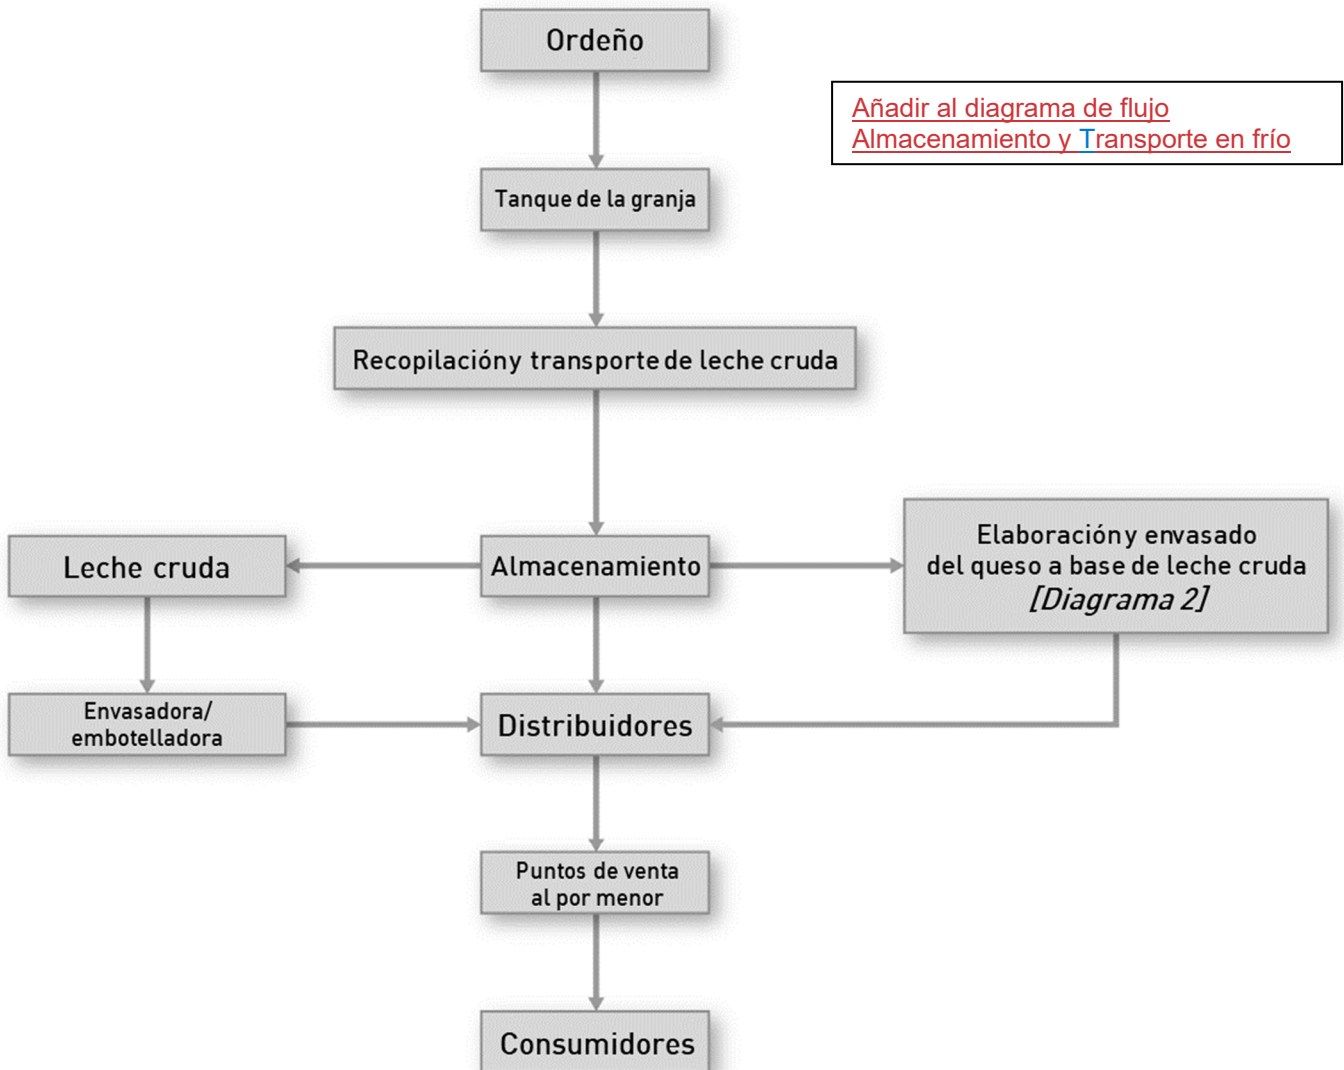 Ordeño
Añadir al diagrama de flujo
Almacenamiento y Transporte en frío
Tanque de la granja
Recopilacióny transporte de leche cruda
Leche cruda
Almacenamiento
Elaboracióny envasado
del queso a base de leche cruda
[Diagrama 2]
Envasadora/
embotelladora
Distribuidores
Puntos de venta
al por menor
Consumidores